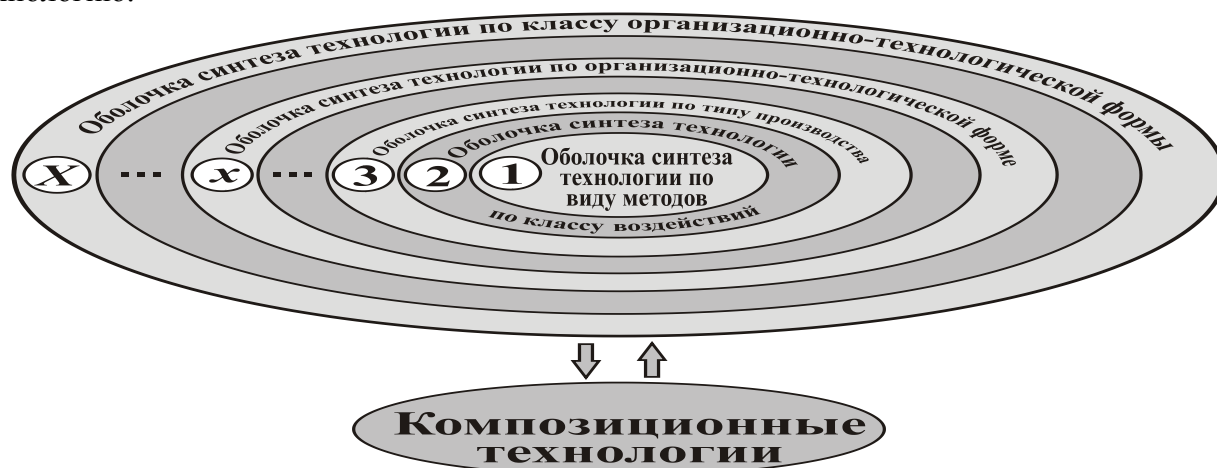 Оболочка синтеза технологии по классу организационно-технологической формы
Оболочка синтеза технологии по организационно-технологической форме
Оболочка синтеза технологии по типу производства
Оболочка синтеза технологии
по классу воздействий
X ... x ... 3 2 1
Оболочка синтеза
технологии по
виду методов
Композиционные
технологии